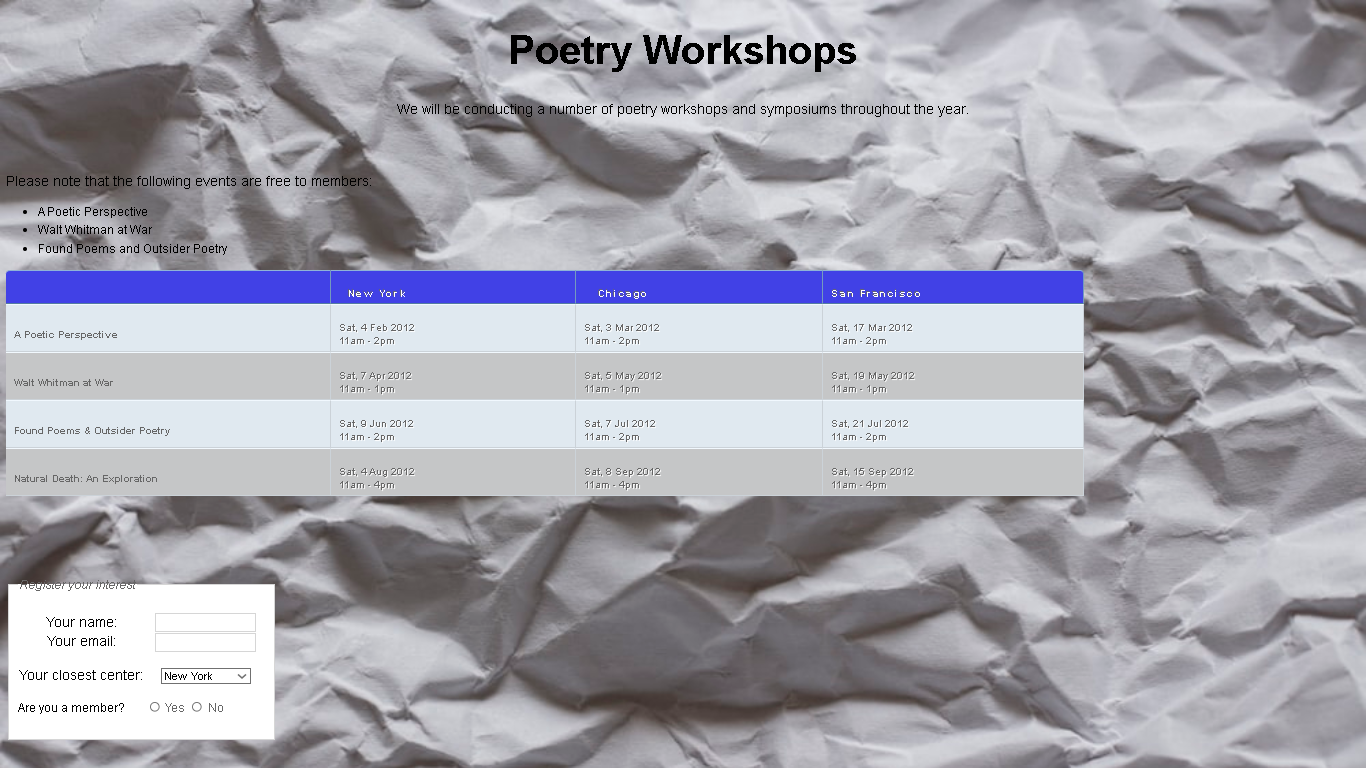 Poetry Workshops
We will be conducting a number of poetry workshops and symposiums throughout the year.
Please note that the following events are free to members:
A Poetic Perspective
Walt Whitman at War
Found Poems and Outsider Poetry
New York Chicago San Francisco
Sat, 4 Feb 2012 Sat, 3 Mar 2012 Sat, 17 Mar 2012
A Poetic Perspective
11am - 2pm 11am - 2pm 11am - 2pm
Sat, 7 Apr 2012 Sat, 5 May 2012 Sat, 19 May 2012
Walt Whitman at War
11am - 1pm 11am - 1pm 11am - 1pm
Sat, 9 Jun 2012 Sat, 7 Jul 2012 Sat, 21 Jul 2012
Found Poems & Outsider Poetry
11am - 2pm 11am - 2pm 11am - 2pm
Sat, 4 Aug 2012 Sat, 8 Sep 2012 Sat, 15 Sep 2012
Natural Death: An Exploration
11am - 4pm 11am - 4pm 11am - 4pm
Register your interest
Your name:
Your email:
Your closest center: New York
Are you a member? Yes No